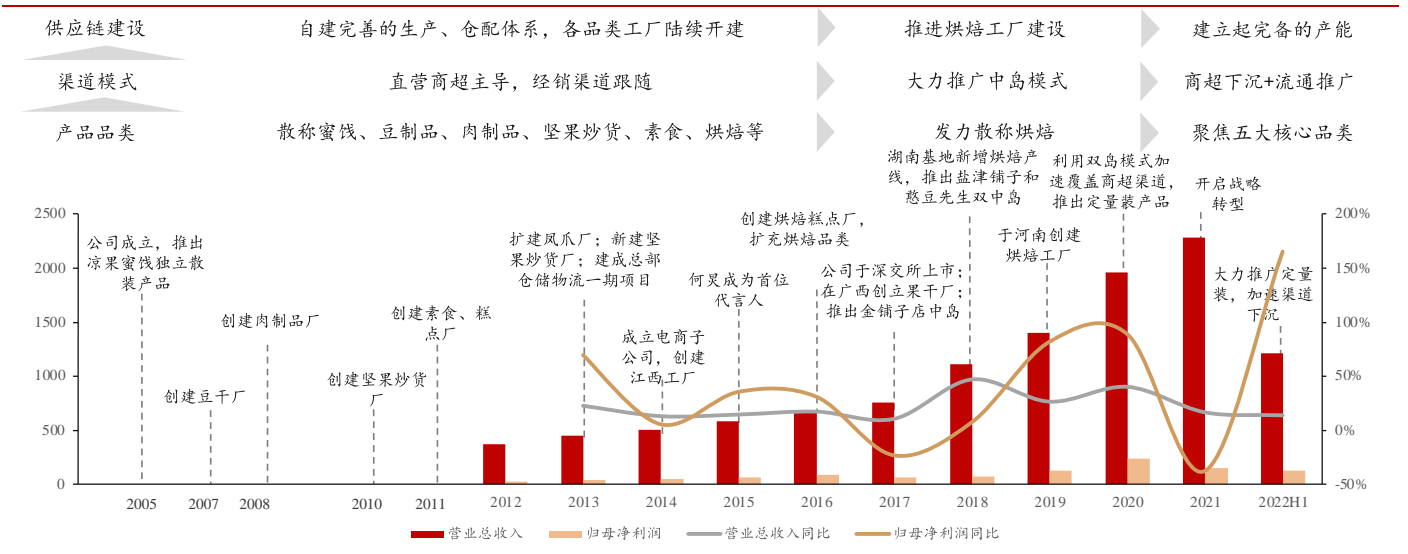 供应链建设
自建完善的生产、仓配体系，各品类工厂陆续开建
推进烘焙工厂建设
建立起完备的产能
渠道模式
直营商超主导，经销渠道跟随
大力推广中岛模式
商超下沉+流通推广
产品品类
散称蜜饯、豆制品、肉制品、坚果炒货、素食、烘焙等
发力散称烘焙
聚焦五大核心品类
2500
2000
1500
1000
500
0
公司成立，推出
凉果蜜饯独立散
装产品
创建豆干厂
创建肉制品厂
创建坚果炒货
厂
创建素食、糕
点厂
扩建凤爪厂；新建坚
果炒货厂；建成总部
仓储物流一期项目
成立电商子
公司，创建
江西工厂
何炅成为首位
代言人
创建烘焙糕点厂，
扩充烘焙品类
公司于深交所上市；
在广西创立果干厂；
推出金铺子店中岛
湖南基地新增烘焙产
线，推出盐津铺子和
憨豆先生双中岛
于河南创建
烘焙工厂
利用双岛模式加
速覆盖商超渠道，
推出定量装产品
开启战略
转型
大力推广定量
装，加速渠道
下沉
200%
150%
100%
50%
0%
-50%
2005
2007
2008
2010
2011
2012
2013
2014
2015
2016
2017
2018
2019
2020
2021
2022H1
营业总收入
归母净利润
营业总收入同比
归母净利润同比